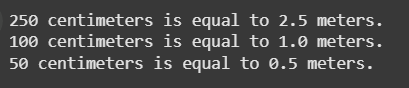 250 centimeters is equal to 2.5 meters.
100 centimeters is equal to 1.0 meters.
50 centimeters is equal to 0.5 meters.